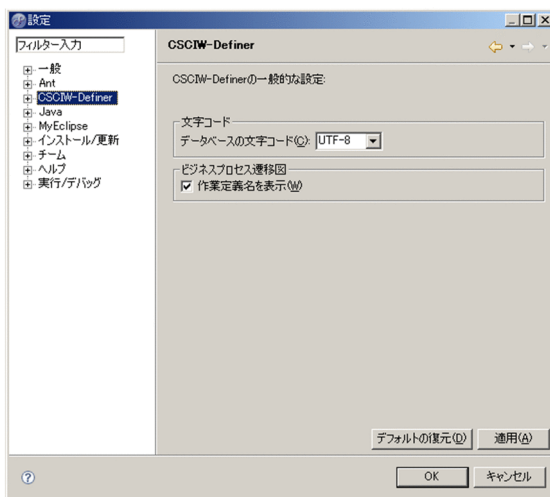 設定
フィルター入力
一般
Ant
CSCIW-Definer
Java
MyEclipse
インストール/更新
チーム
ヘルプ
実行/デバッグ
CSCIW-Definer
CSCIW-Definerの一般的な設定:
文字コード
データベースの文字コード(C): UTF-8
ビジネスプロセス遷移図
作業定義名を表示(W)
デフォルトの復元(D) 適用(A)
OK キャンセル